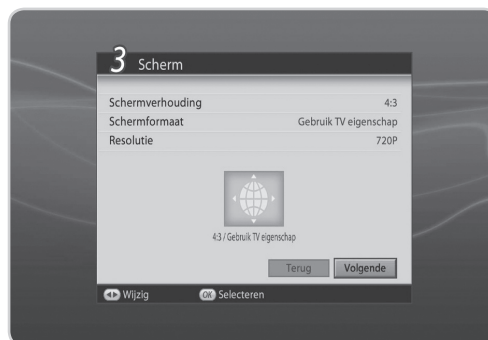 3 Scherm
Schermverhouding 4:3
Schermformaat Gebruik TV eigenschap
Resolutie 720P
4:3 / Gebruik TV eigenschap
Terug Volgende
Wijzig OK Selecteren